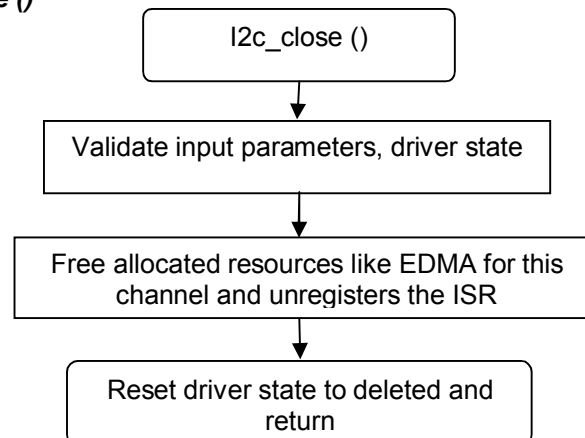 e ()
I2c_close ()
Validate input parameters, driver state
Free allocated resources like EDMA for this
channel and unregisters the ISR
Reset driver state to deleted and
return